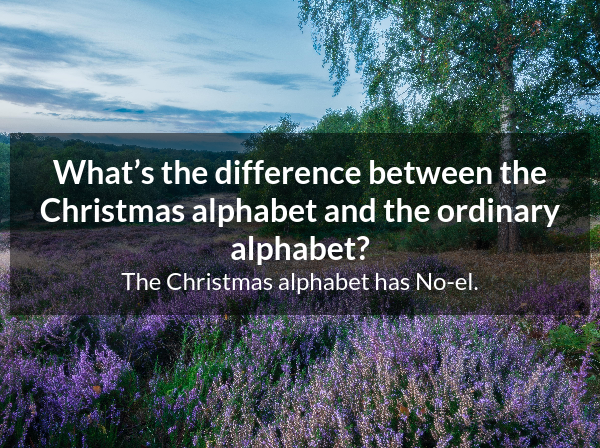 What’s the difference between the
Christmas alphabet and the ordinary
alphabet?
The Christmas alphabet has No-el.